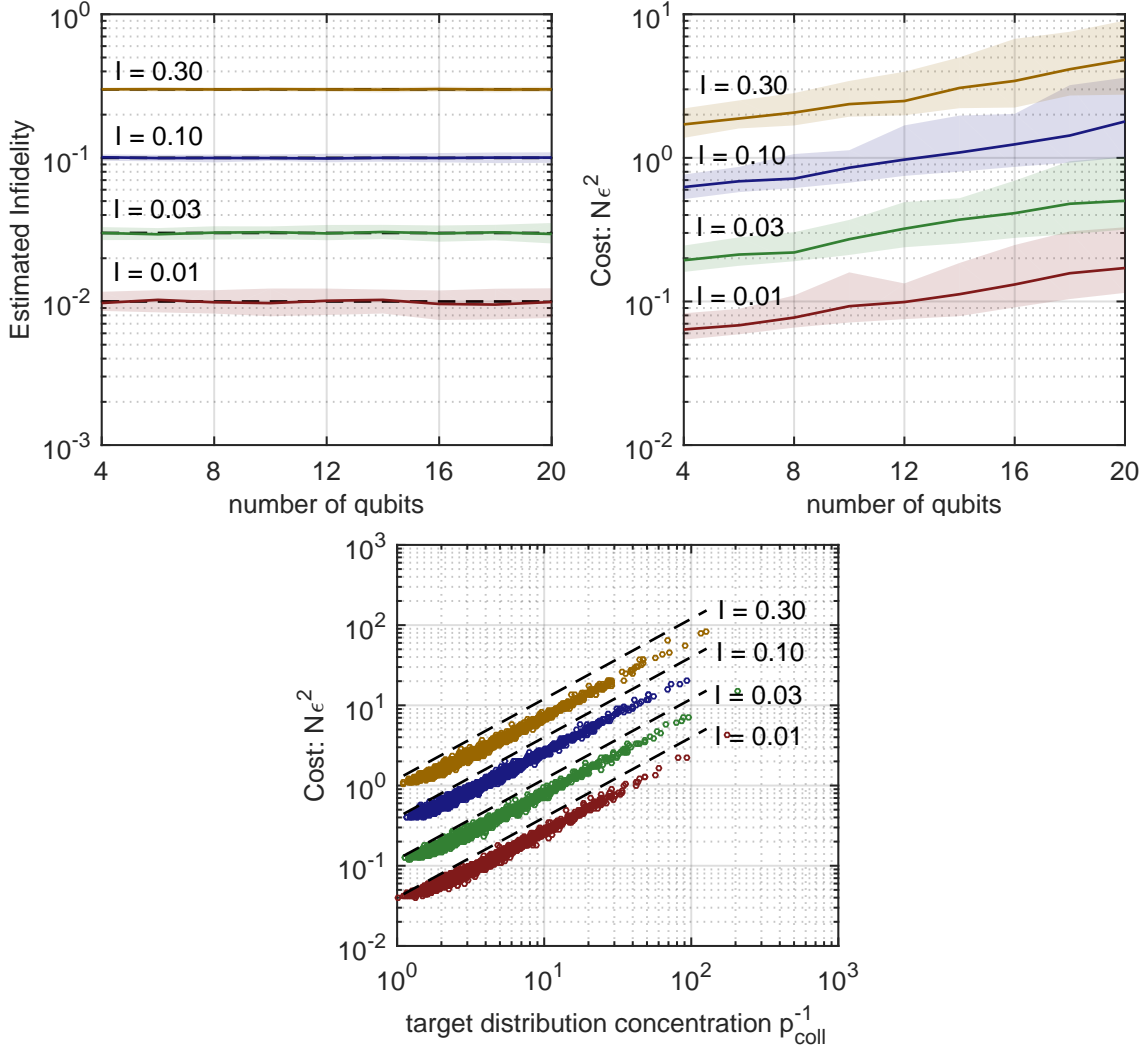 10^0
10^-1
10^-2
10^-3
Estimated Infidelity
I = 0.30
I = 0.10
I = 0.03
I = 0.01
4 8 12 16 20
number of qubits
10^1
10^0
10^-1
10^-2
Cost: Nϵ^2
I = 0.30
I = 0.10
I = 0.03
I = 0.01
4 8 12 16 20
number of qubits
10^3
10^2
10^1
10^0
10^-1
10^-2
Cost: Nϵ^2
I = 0.30
I = 0.10
I = 0.03
I = 0.01
10^0 10^1 10^2 10^3
target distribution concentration p_coll^-1